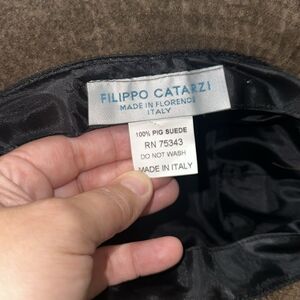 FILIPPO CATARZI
MADE IN FLORENCE
ITALY
100% PIG SUEDE
RN 75343
DO NOT WASH
MADE IN ITALY